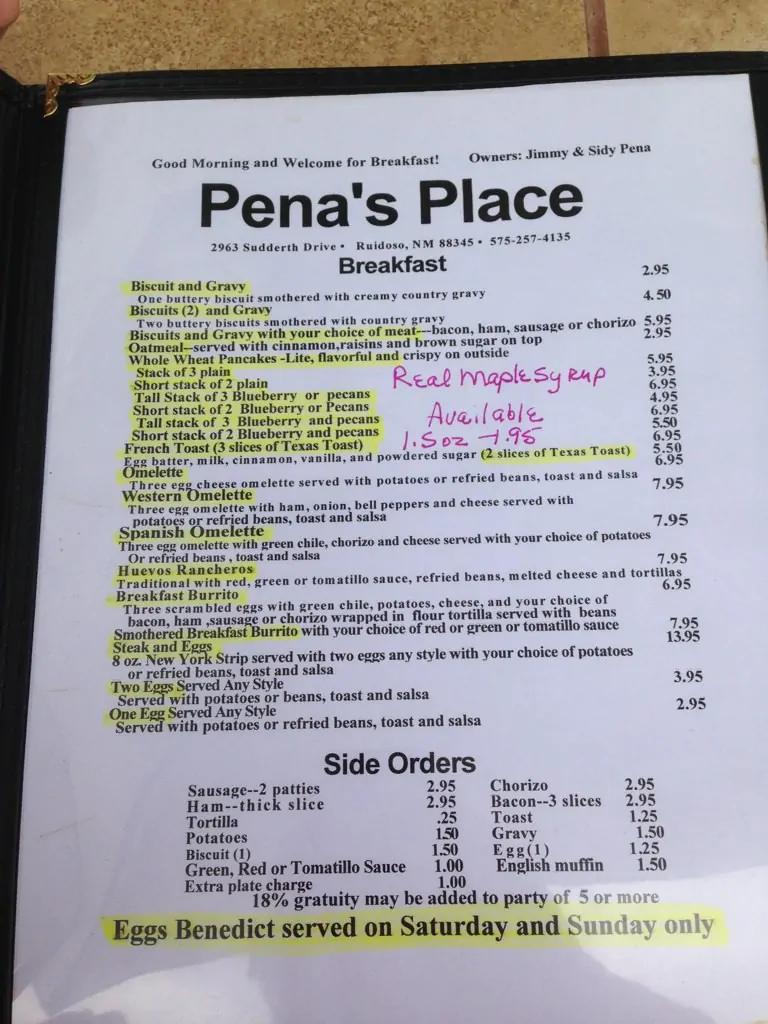 Good Morning and Welcome for Breakfast! Owners: Jimmy & Sidy Pena
Pena's Place
2963 Sudderth Drive • Ruidoso, NM 88345 • 575-257-4135
Breakfast
Biscuit and Gravy 2.95
One buttery biscuit smothered with creamy country gravy
Biscuits (2) and Gravy 4.50
Two buttery biscuits smothered with country gravy
Biscuits and Gravy with your choice of meat---bacon, ham, sausage or chorizo 5.95
Oatmeal--served with cinnamon,raisins and brown sugar on top 2.95
Whole Wheat Pancakes -Lite, flavorful and crispy on outside
Stack of 3 plain 5.95
Short stack of 2 plain 3.95
Tall Stack of 3 Blueberry or pecans 6.95
Short stack of 2 Blueberry or Pecans 4.95
Tall stack of 3 Blueberry and pecans 6.95
Short stack of 2 Blueberry and pecans 5.50
French Toast (3 slices of Texas Toast) 6.95
Egg batter, milk, cinnamon, vanilla, and powdered sugar (2 slices of Texas Toast) 5.50
Real Maple Syrup
Available
1.5oz -1.95
Omelette 6.95
Three egg cheese omelette served with potatoes or refried beans, toast and salsa
Western Omelette 7.95
Three egg omelette with ham, onion, bell peppers and cheese served with
potatoes or refried beans, toast and salsa
Spanish Omelette 7.95
Three egg omelette with green chile, chorizo and cheese served with your choice of potatoes
Or refried beans , toast and salsa
Huevos Rancheros 7.95
Traditional with red, green or tomatillo sauce, refried beans, melted cheese and tortillas
Breakfast Burrito 6.95
Three scrambled eggs with green chile, potatoes, cheese, and your choice of
bacon, ham ,sausage or chorizo wrapped in flour tortilla served with beans
Smothered Breakfast Burrito with your choice of red or green or tomatillo sauce 7.95
Steak and Eggs 13.95
8 oz. New York Strip served with two eggs any style with your choice of potatoes
or refried beans, toast and salsa
Two Eggs Served Any Style 3.95
Served with potatoes or beans, toast and salsa
One Egg Served Any Style 2.95
Served with potatoes or refried beans, toast and salsa
Side Orders
Sausage--2 patties 2.95 Chorizo 2.95
Ham--thick slice 2.95 Bacon--3 slices 2.95
Tortilla .25 Toast 1.25
Potatoes 1.50 Gravy 1.50
Biscuit (1) 1.50 Egg(1) 1.25
Green, Red or Tomatillo Sauce 1.00 English muffin 1.50
Extra plate charge 1.00
18% gratuity may be added to party of 5 or more
Eggs Benedict served on Saturday and Sunday only